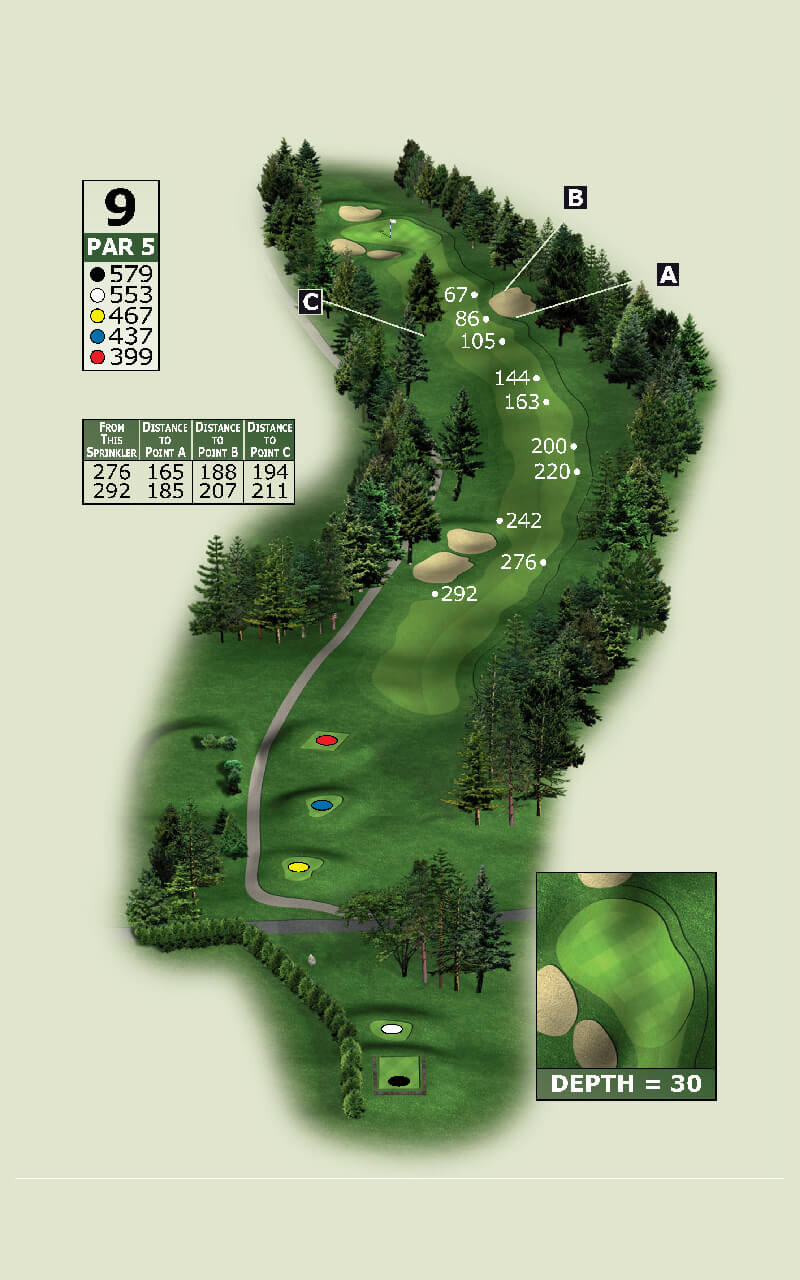 9
PAR 5
579
553
467
437
399
FROM THIS SPRINKLER
DISTANCE TO POINT A
DISTANCE TO POINT B
DISTANCE TO POINT C
276 165 188 194
292 185 207 211
B
A
C
67
86
105
144
163
200
220
242
276
292
DEPTH = 30